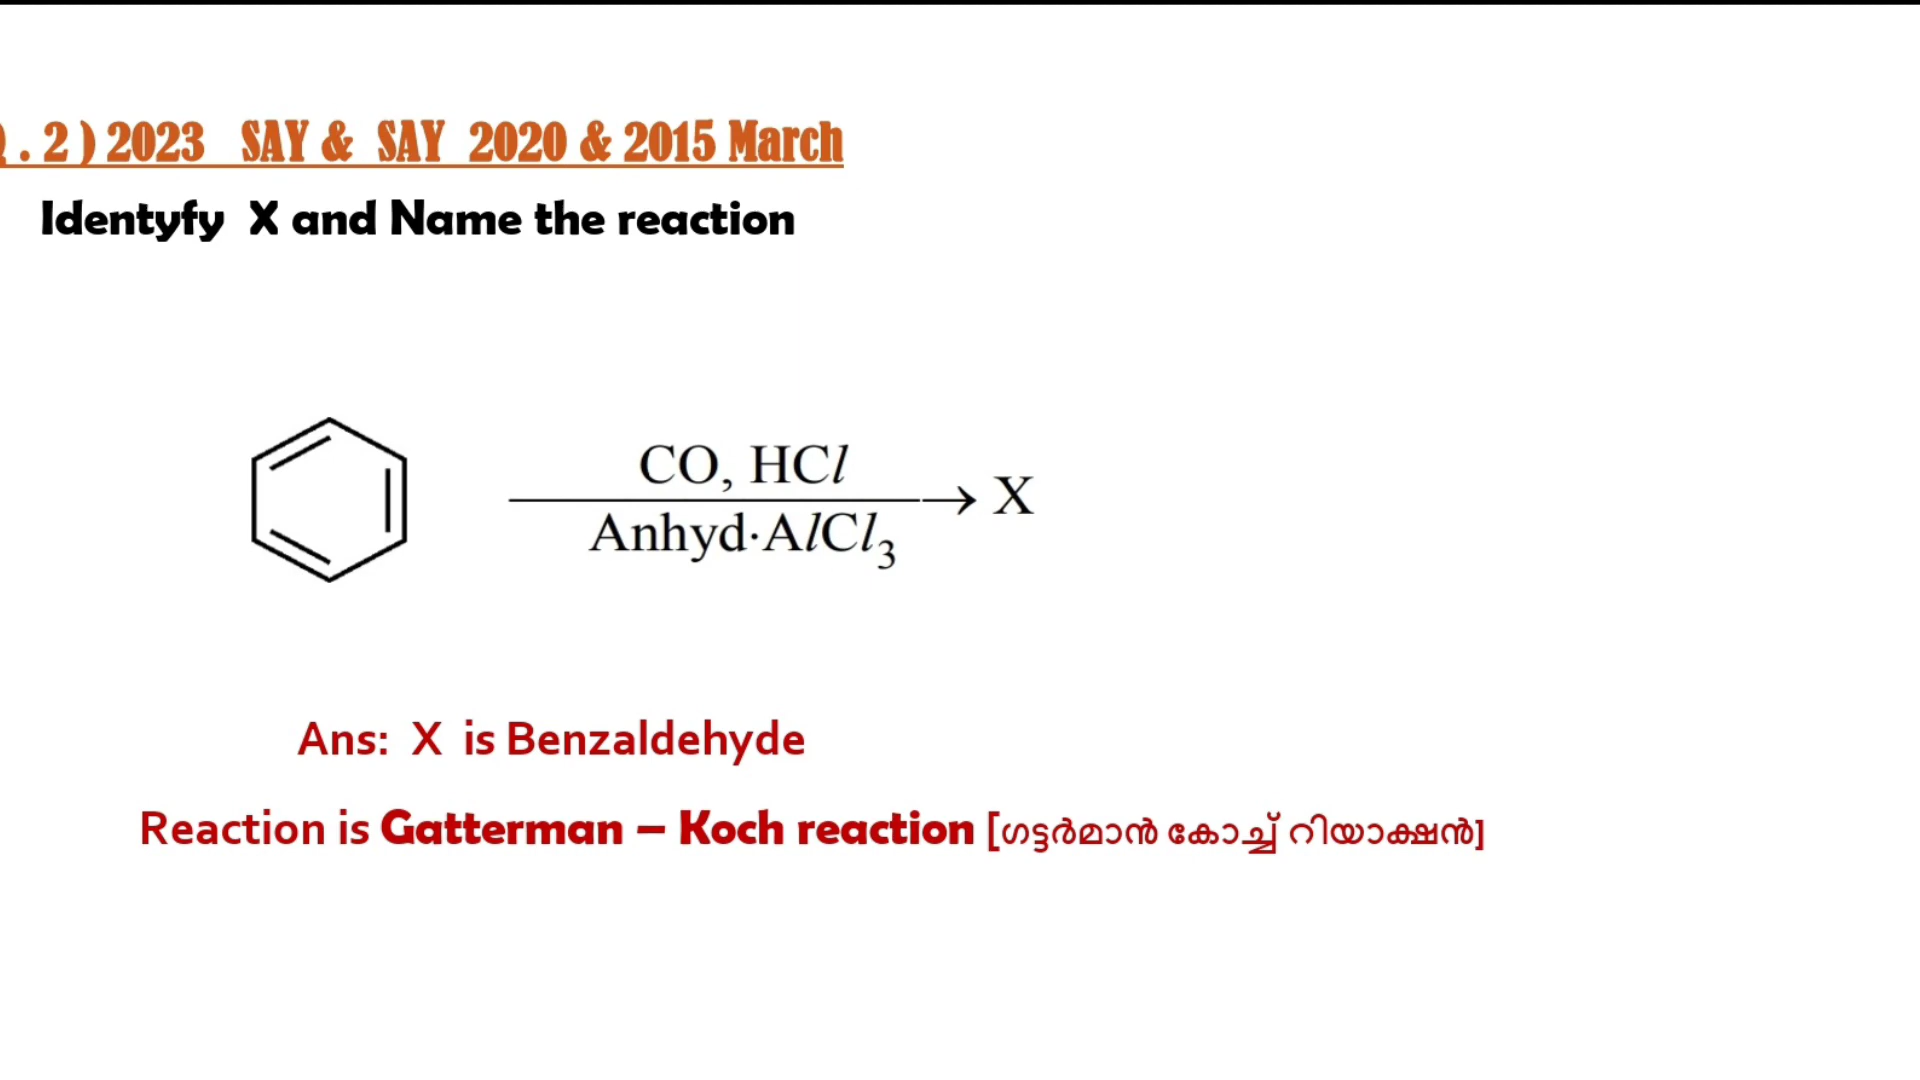 . 2 ) 2023 SAY & SAY 2020 & 2015 March
Identyfy X and Name the reaction
CO, HCl
X
Anhyd·AlCl₃
Ans: X is Benzaldehyde
Reaction is Gatterman – Koch reaction [ഗട്ടർമാൻ കോച്ച് റിയാക്ഷൻ]